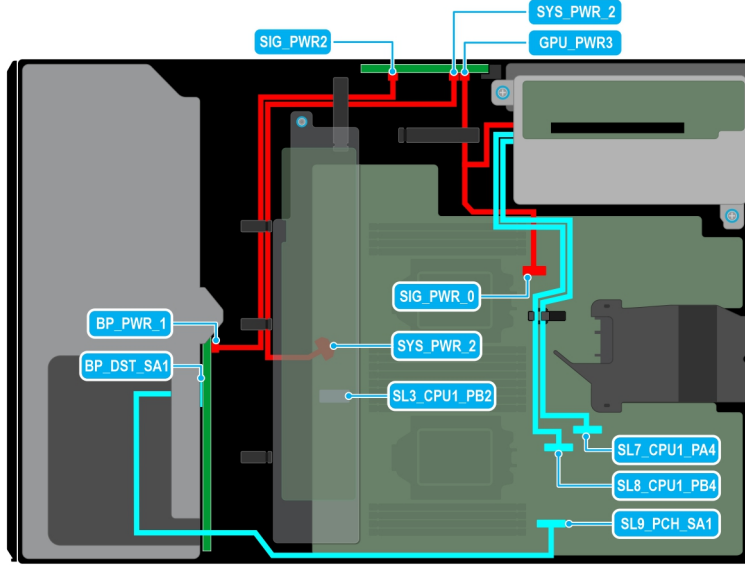 SYS_PWR_2
SIG_PWR2
GPU_PWR3
SIG_PWR_0
BP_PWR_1
SYS_PWR_2
BP_DST_SA1
SL3_CPU1_PB2
SL7_CPU1_PA4
SL8_CPU1_PB4
SL9_PCH_SA1